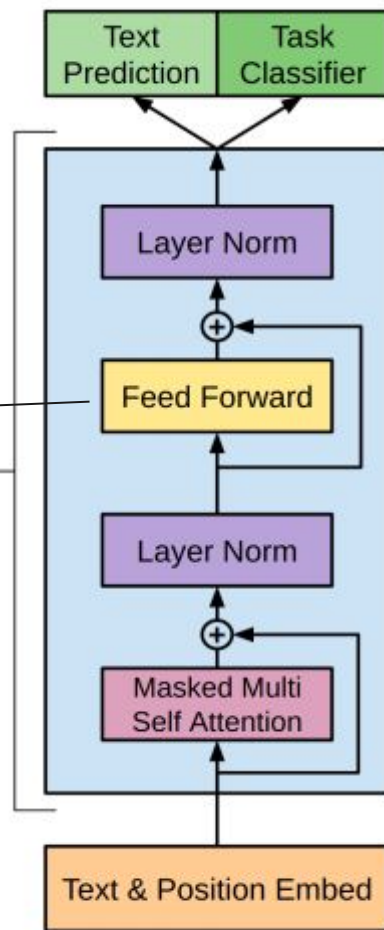 Text
Prediction
Task
Classifier
Layer Norm
+
Feed Forward
Layer Norm
+
Masked Multi
Self Attention
Text & Position Embed